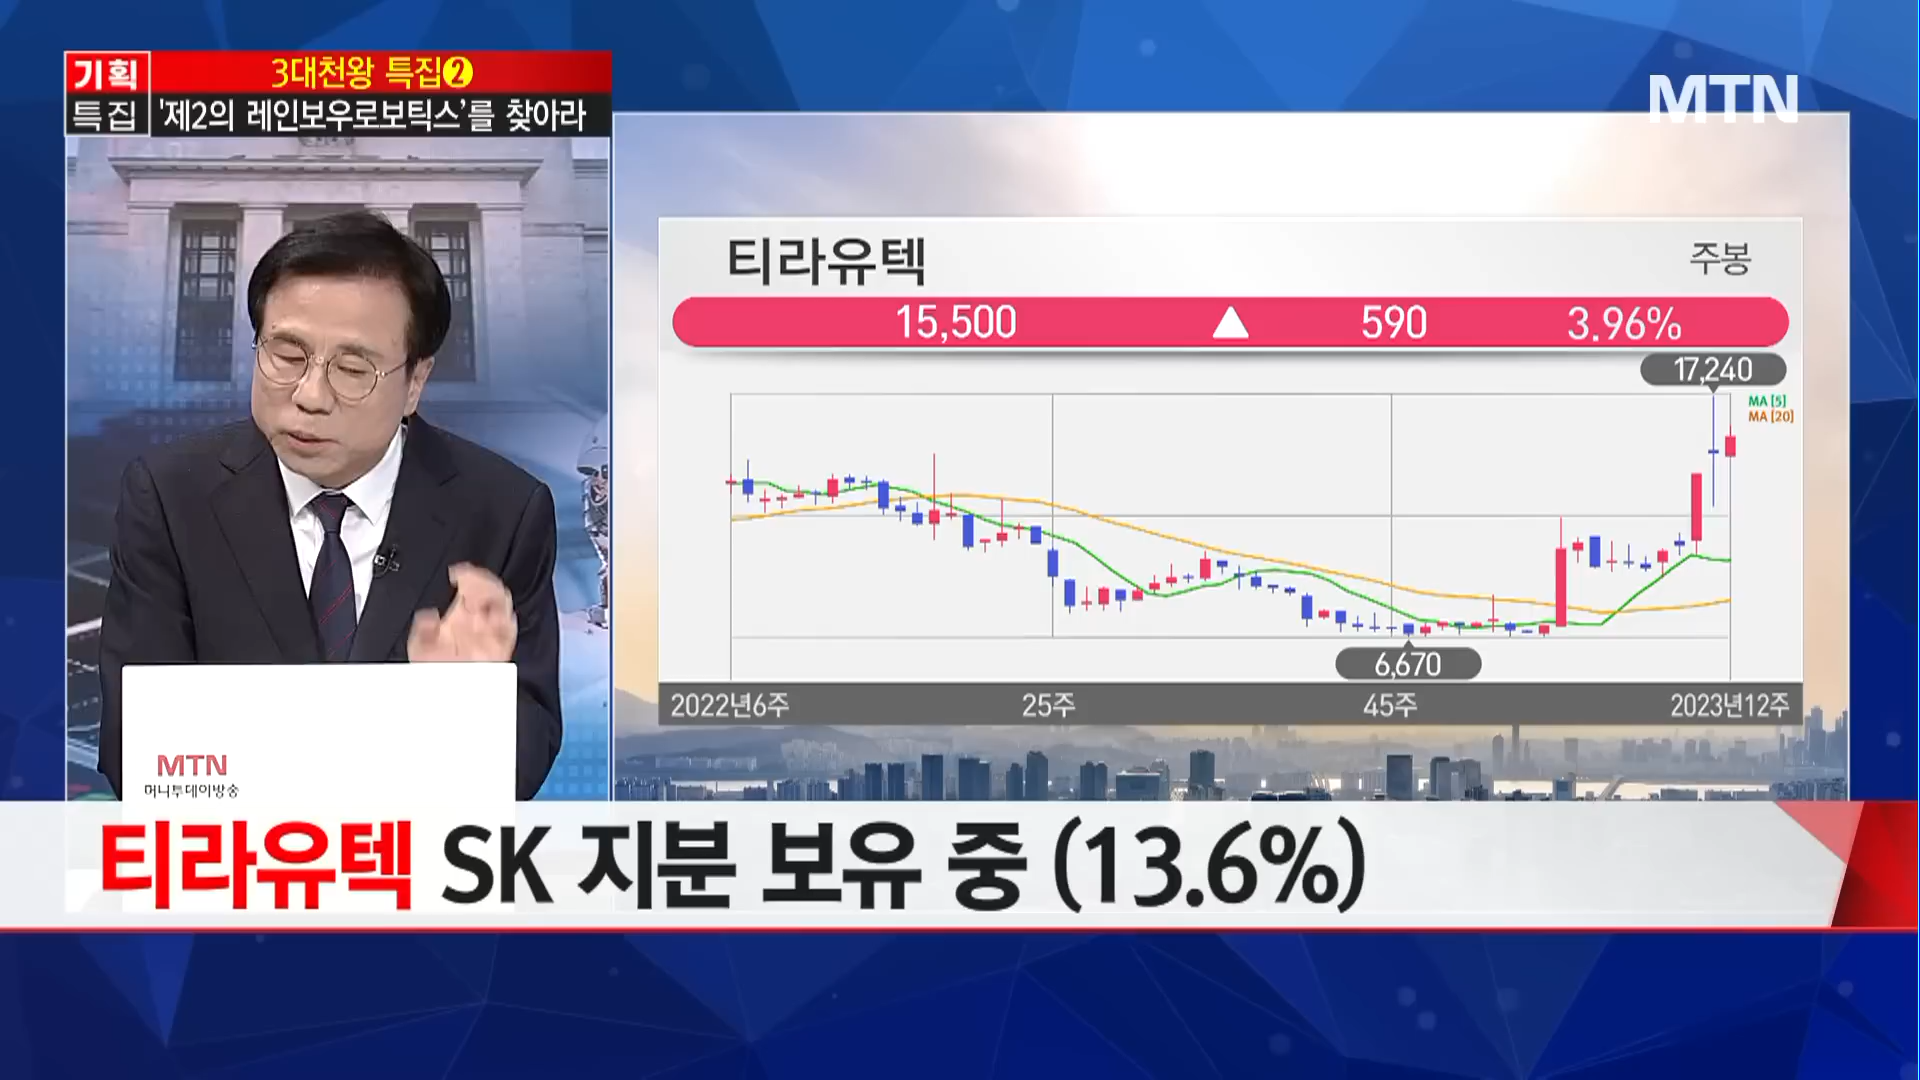 기획
특집
3대천왕 특집❷
'제2의 레인보우로보틱스'를 찾아라
MTN
티라유텍
주봉
15,500 ▲ 590 3.96%
17,240
MA [5]
MA [20]
6,670
2022년6주 25주 45주 2023년12주
MTN
머니투데이방송
티라유텍 SK 지분 보유 중 (13.6%)